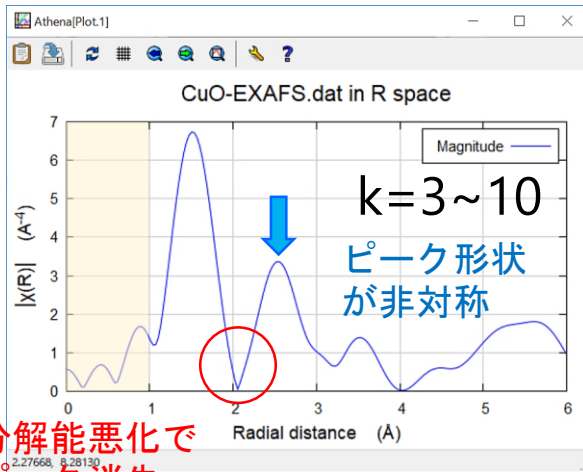 Athena[Plot.1]
CuO-EXAFS.dat in R space
Magnitude
k=3~10
ピーク形状
が非対称
|χ(R)| (Å⁻⁴)
7
6
5
4
3
2
1
0
0 1 2 3 4 5 6
Radial distance (Å)
分解能悪化で
2.27668, 8.28130